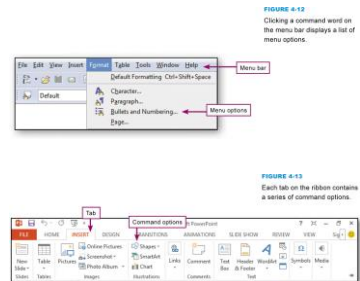 FIGURE 4-12
Clicking a command word on
the menu bar displays a list of
menu options.
File Edit View Insert Format Table Tools Window Help
Menu bar
Default Formatting Ctrl+Shift+Space
Default
Character...
Paragraph...
Bullets and Numbering...
Menu options
Page...
FIGURE 4-13
Each tab on the ribbon contains
a series of command options.
Tab
Command options
PowerPoint
FILE HOME INSERT DESIGN TRANSITIONS ANIMATIONS SLIDE SHOW REVIEW VIEW
New Slide
Table
Pictures
Online Pictures
Screenshot
Photo Album
Shapes
SmartArt
Chart
Links
Comment
Text Box
Header & Footer
WordArt
Symbols
Media
Slides Tables Images Illustrations Comments Text